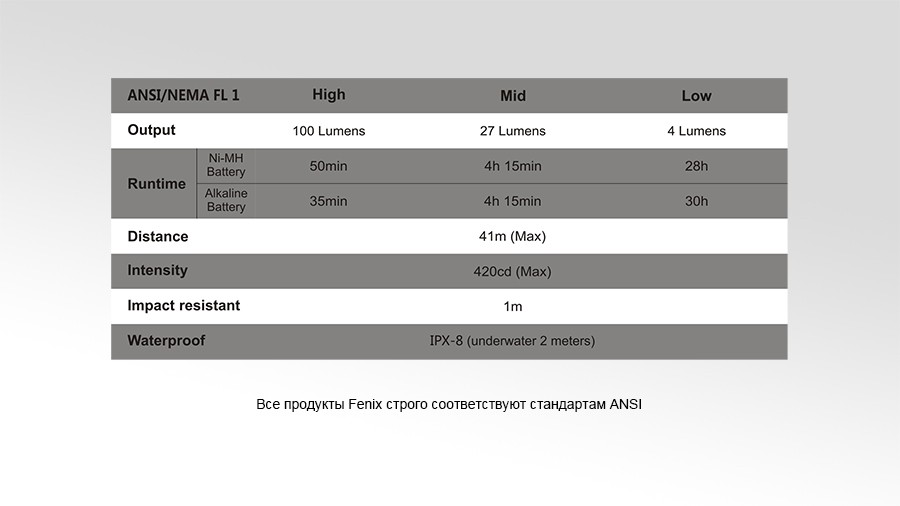 ANSI/NEMA FL 1 High Mid Low
Output 100 Lumens 27 Lumens 4 Lumens
Runtime
Ni-MH
Battery
50min 4h 15min 28h
Alkaline
Battery
35min 4h 15min 30h
Distance 41m (Max)
Intensity 420cd (Max)
Impact resistant 1m
Waterproof IPX-8 (underwater 2 meters)
Все продукты Fenix строго соответствуют стандартам ANSI